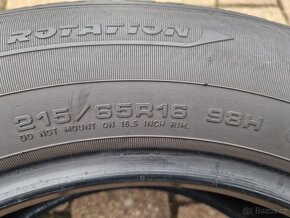 ROTATION
215/65R16 98H
DO NOT MOUNT ON 16.5 INCH RIM.